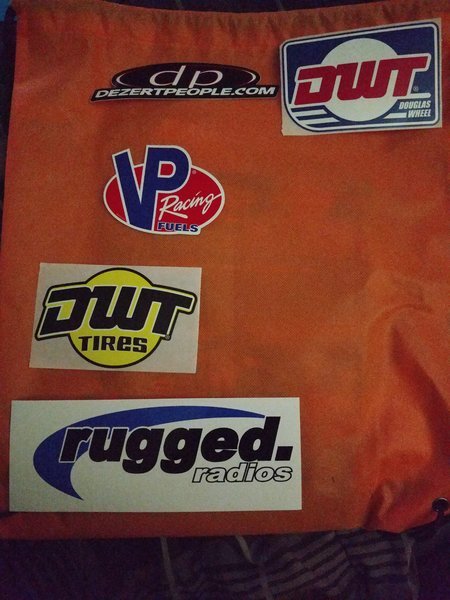 dp
DEZERTPEOPLE.COM
DWT®
DOUGLAS
WHEEL
VP®
Racing
FUELS
DWT
TIRES
rugged.
radios